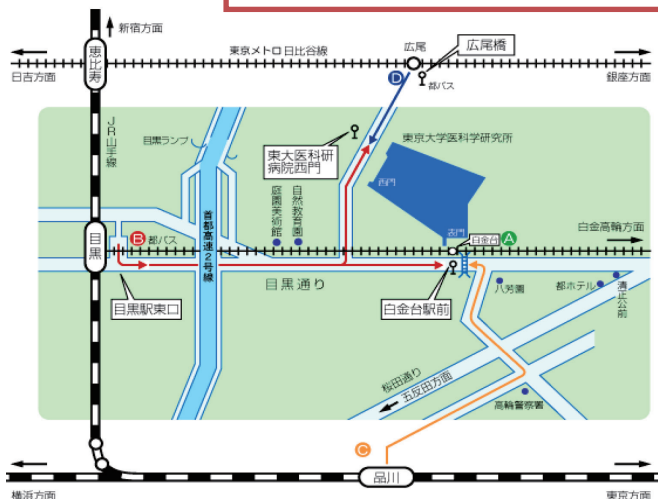 新宿方面
恵比寿
東京メトロ日比谷線
広尾
広尾橋
日吉方面
銀座方面
D
都バス
JR山手線
目黒ランプ
東大医科研
病院西門
東京大学医科学研究所
西門
首都高速2号線
庭園美術館
自然教育園
正門
白金台
A
白金高輪方面
目黒
B
都バス
目黒駅東口
目黒通り
白金台駅前
八芳園
都ホテル
清正公前
桜田通り
五反田方面
高輪警察署
C
品川
横浜方面
東京方面